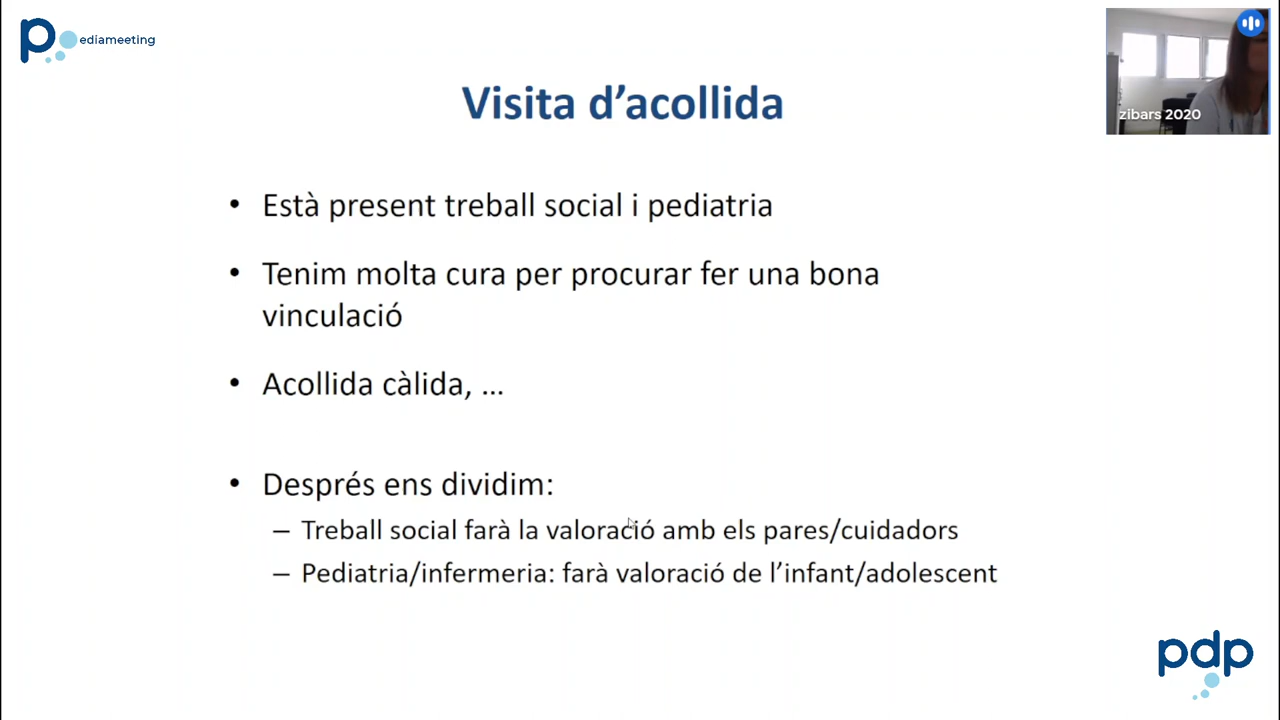 pediameeting
Visita d’acollida
zibars 2020
• Està present treball social i pediatria
• Tenim molta cura per procurar fer una bona
vinculació
• Acollida càlida, ...
• Després ens dividim:
– Treball social farà la valoració amb els pares/cuidadors
– Pediatria/infermeria: farà valoració de l’infant/adolescent
pdp